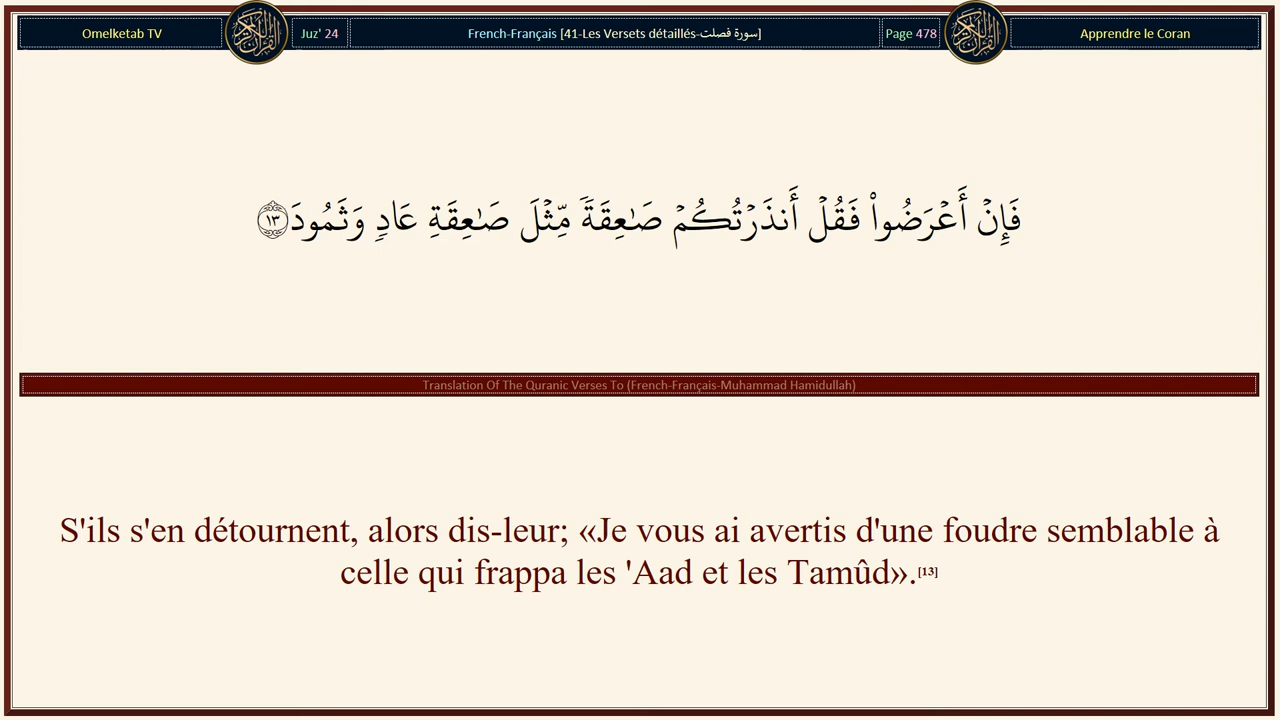 Omelketab TV
Juz' 24
French-Français [41-Les Versets détaillés-سورة فصلت]
Page 478
Apprendre le Coran
فَإِنۡ أَعۡرَضُواْ فَقُلۡ أَنذَرۡتُكُمۡ صَٰعِقَةٗ مِّثۡلَ صَٰعِقَةِ عَادٖ وَثَمُودَ ١٣
Translation Of The Quranic Verses To (French-Français-Muhammad Hamidullah)
S'ils s'en détournent, alors dis-leur; «Je vous ai avertis d'une foudre semblable à
celle qui frappa les 'Aad et les Tamûd».[13]